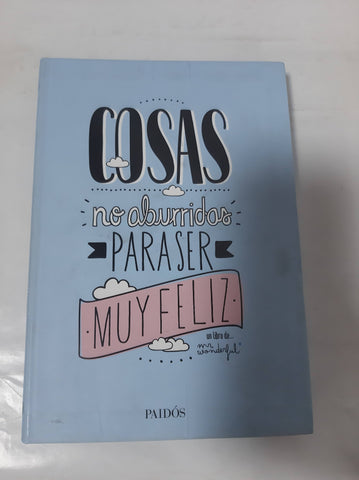 COSAS
no aburridas
PARA SER
·MUY FELIZ·
un libro de...
mr.
wonderful*
PAIDÓS